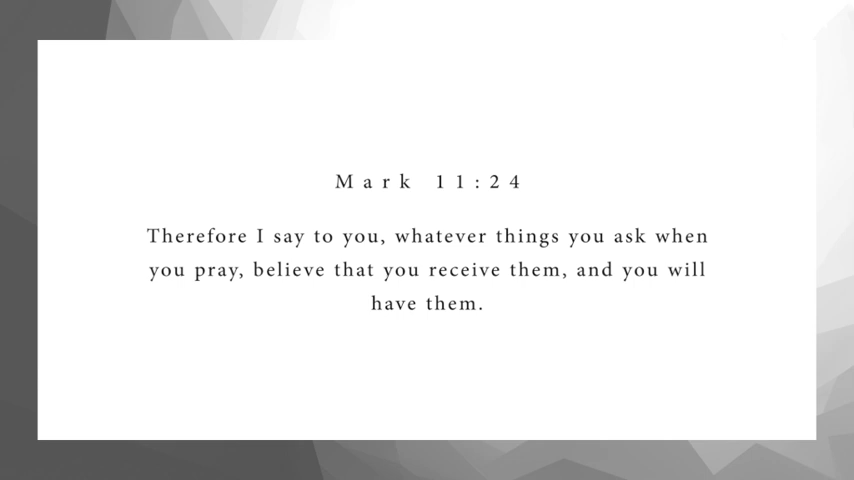 Mark 11:24
Therefore I say to you, whatever things you ask when
you pray, believe that you receive them, and you will
have them.